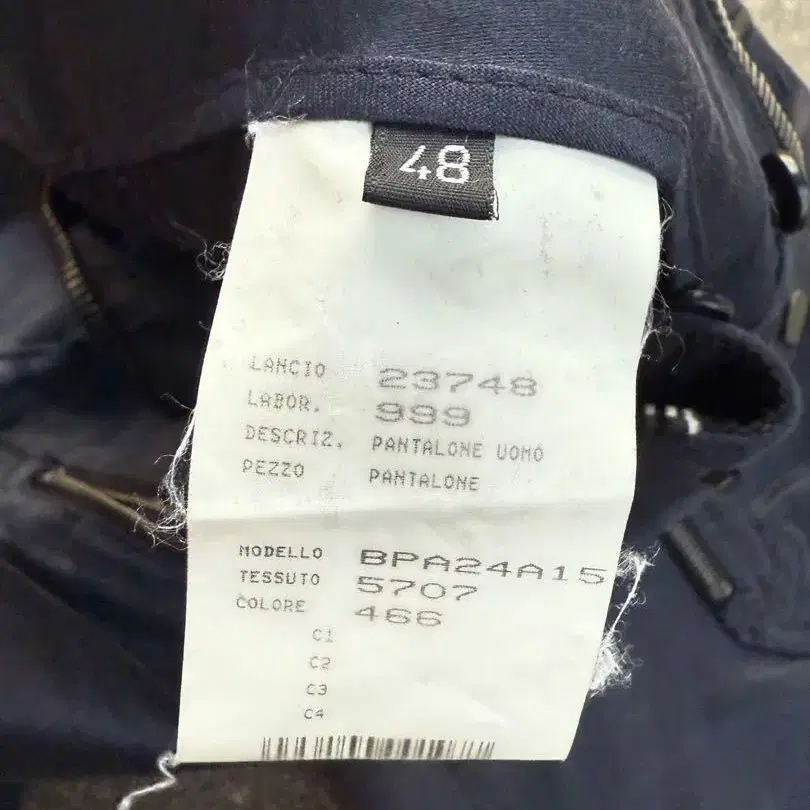 48
LANCIO 23748
LABOR. 999
DESCRIZ. PANTALONE UOMO
PEZZO PANTALONE
MODELLO BPA24A15
TESSUTO 5707
COLORE 466
C1
C2
C3
C4